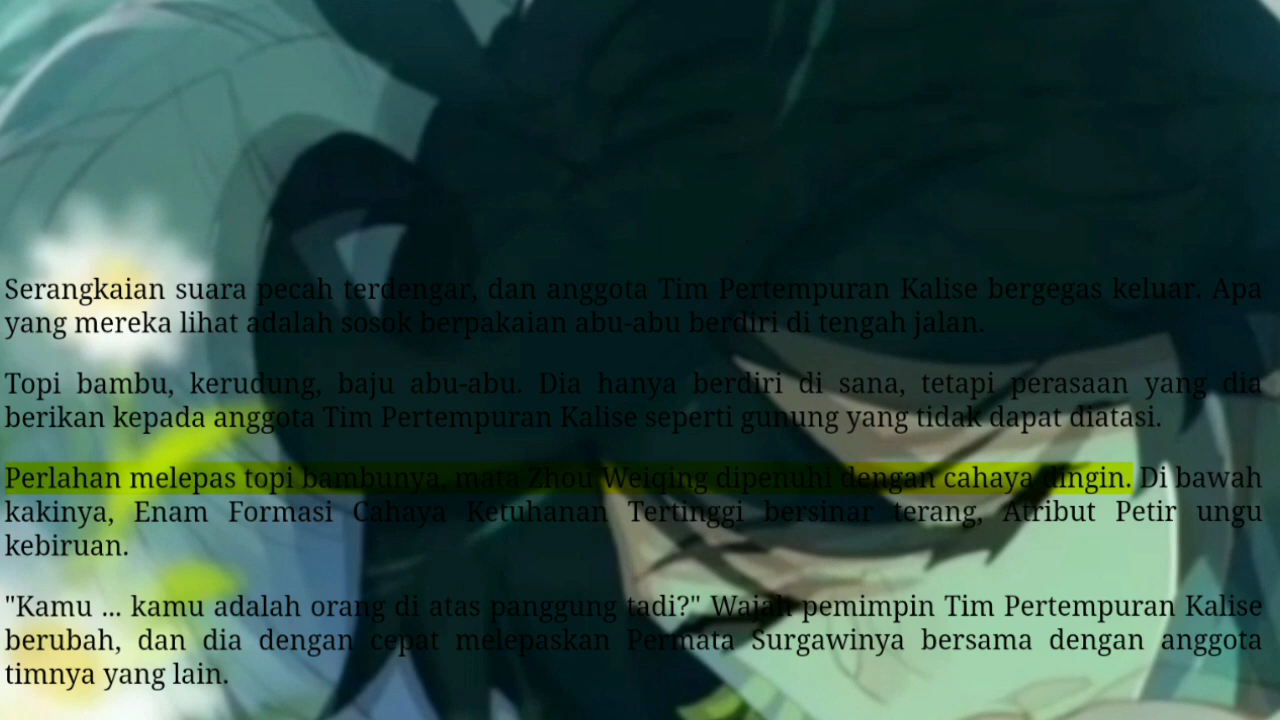 Serangkaian suara pecah terdengar, dan anggota Tim Pertempuran Kalise bergegas keluar. Apa
yang mereka lihat adalah sosok berpakaian abu-abu berdiri di tengah jalan.
Topi bambu, kerudung, baju abu-abu. Dia hanya berdiri di sana, tetapi perasaan yang dia
berikan kepada anggota Tim Pertempuran Kalise seperti gunung yang tidak dapat diatasi.
Perlahan melepas topi bambunya, mata Zhou Weiqing dipenuhi dengan cahaya dingin. Di bawah
kakinya, Enam Formasi Cahaya Ketuhanan Tertinggi bersinar terang, Atribut Petir ungu
kebiruan.
"Kamu ... kamu adalah orang di atas panggung tadi?" Wajah pemimpin Tim Pertempuran Kalise
berubah, dan dia dengan cepat melepaskan Permata Surgawinya bersama dengan anggota
timnya yang lain.